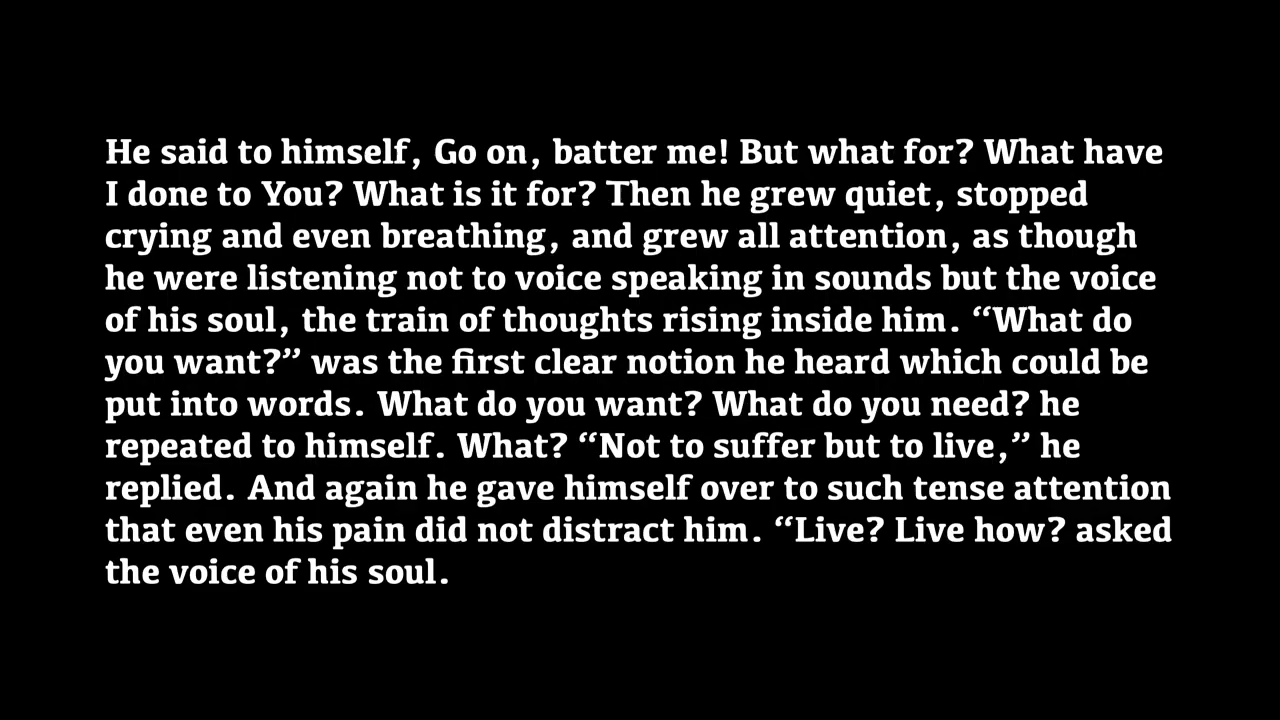 He said to himself, Go on, batter me! But what for? What have
I done to You? What is it for? Then he grew quiet, stopped
crying and even breathing, and grew all attention, as though
he were listening not to voice speaking in sounds but the voice
of his soul, the train of thoughts rising inside him. “What do
you want?” was the first clear notion he heard which could be
put into words. What do you want? What do you need? he
repeated to himself. What? “Not to suffer but to live,” he
replied. And again he gave himself over to such tense attention
that even his pain did not distract him. “Live? Live how? asked
the voice of his soul.